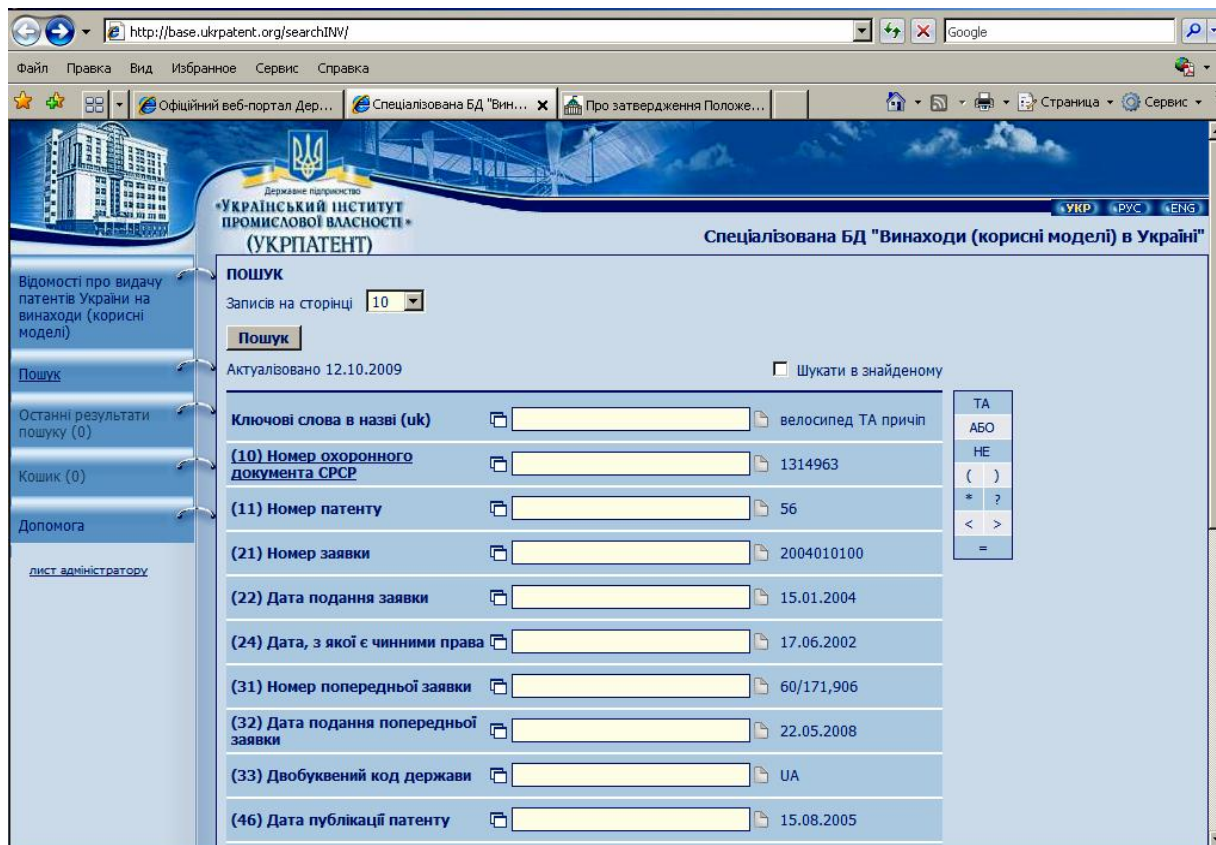 http://base.ukrpatent.org/searchINV/
Google
Файл Правка Вид Избранное Сервис Справка
Офіційний веб-портал Дер...
Спеціалізована БД "Вин...
Про затвердження Положе...
Страница
Сервис
Державне підприємство
«УКРАЇНСЬКИЙ ІНСТИТУТ
ПРОМИСЛОВОЇ ВЛАСНОСТІ»
(УКРПАТЕНТ)
УКР РУС ENG
Спеціалізована БД "Винаходи (корисні моделі) в Україні"
Відомості про видачу
патентів України на
винаходи (корисні
моделі)
Пошук
Останні результати
пошуку (0)
Кошик (0)
Допомога
лист адміністратору
ПОШУК
Записів на сторінці 10
Пошук
Актуалізовано 12.10.2009
Шукати в знайденому
Ключові слова в назві (uk) велосипед ТА причіп
(10) Номер охоронного
документа СРСР 1314963
(11) Номер патенту 56
(21) Номер заявки 2004010100
(22) Дата подання заявки 15.01.2004
(24) Дата, з якої є чинними права 17.06.2002
(31) Номер попередньої заявки 60/171,906
(32) Дата подання попередньої
заявки 22.05.2008
(33) Двобуквений код держави UA
(46) Дата публікації патенту 15.08.2005
ТА
АБО
НЕ
( )
* ?
< >
=